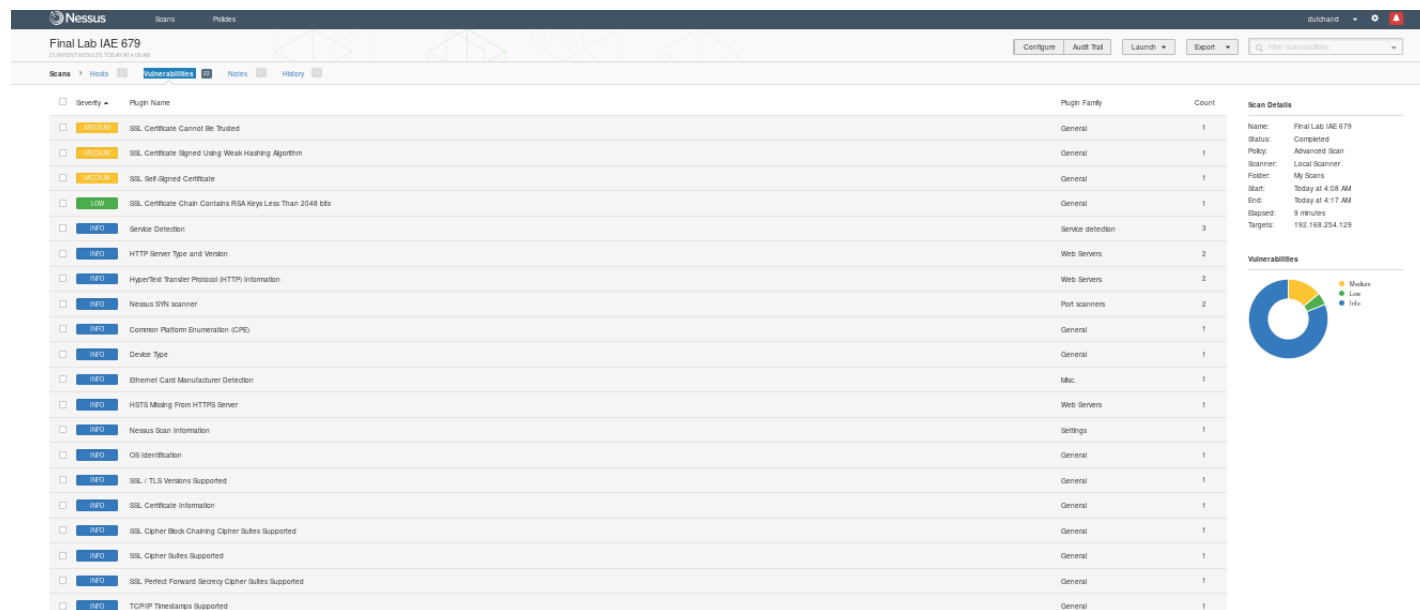 Nessus Scans Policies dutchand
Final Lab IAE 679
CURRENT RESULTS: TODAY AT 4:08 AM
Configure Audit Trail Launch Export Filter Vulnerabilities
Scans > Hosts 1 Vulnerabilities 22 Notes 1 History 1
Severity Plugin Name Plugin Family Count
MEDIUM SSL Certificate Cannot Be Trusted General 1
MEDIUM SSL Certificate Signed Using Weak Hashing Algorithm General 1
MEDIUM SSL Self-Signed Certificate General 1
LOW SSL Certificate Chain Contains RSA Keys Less Than 2048 bits General 1
INFO Service Detection Service detection 3
INFO HTTP Server Type and Version Web Servers 2
INFO HyperText Transfer Protocol (HTTP) Information Web Servers 2
INFO Nessus SYN scanner Port scanners 2
INFO Common Platform Enumeration (CPE) General 1
INFO Device Type General 1
INFO Ethernet Card Manufacturer Detection Misc. 1
INFO HSTS Missing From HTTPS Server Web Servers 1
INFO Nessus Scan Information Settings 1
INFO OS Identification General 1
INFO SSL / TLS Versions Supported General 1
INFO SSL Certificate Information General 1
INFO SSL Cipher Block Chaining Cipher Suites Supported General 1
INFO SSL Cipher Suites Supported General 1
INFO SSL Perfect Forward Secrecy Cipher Suites Supported General 1
INFO TCP/IP Timestamps Supported General 1
Scan Details
Name: Final Lab IAE 679
Status: Completed
Policy: Advanced Scan
Scanner: Local Scanner
Folder: My Scans
Start: Today at 4:08 AM
End: Today at 4:17 AM
Elapsed: 9 minutes
Targets: 192.168.254.129
Vulnerabilities
Medium
Low
Info